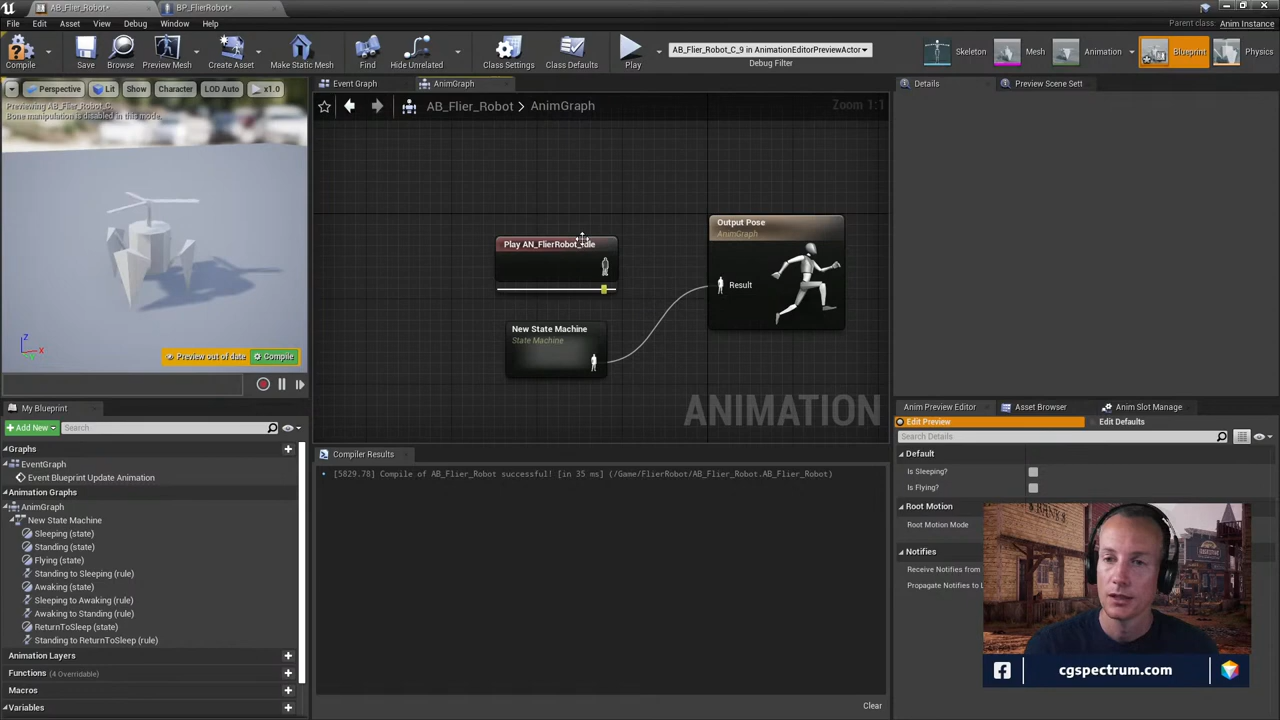 AB_Flier_Robot*
BP_FlierRobot*
File Edit Asset View Debug Window Help
Parent class: Anim Instance
Compile
Save
Browse
Preview Mesh
Create Asset
Make Static Mesh
Find
Hide Unrelated
Class Settings
Class Defaults
Play
AB_Flier_Robot_C_9 in AnimationEditorPreviewActor
Debug Filter
Skeleton
Mesh
Animation
Blueprint
Physics
Perspective
Lit
Show
Character
LOD Auto
x1.0
Previewing AB_Flier_Robot_C.
Bone manipulation is disabled in this mode.
Z
X
Preview out of date
Compile
Event Graph
AnimGraph
AB_Flier_Robot > AnimGraph
Zoom 1:1
Play AN_FlierRobot_Idle
New State Machine
State Machine
Output Pose
AnimGraph
Result
ANIMATION
Details
Preview Scene Sett
My Blueprint
Add New
Search
Graphs
EventGraph
Event Blueprint Update Animation
Animation Graphs
AnimGraph
New State Machine
Sleeping (state)
Standing (state)
Flying (state)
Standing to Sleeping (rule)
Awaking (state)
Sleeping to Awaking (rule)
Awaking to Standing (rule)
ReturnToSleep (state)
Standing to ReturnToSleep (rule)
Animation Layers
Functions (4 Overridable)
Macros
Variables
Compiler Results
[5829.78] Compile of AB_Flier_Robot successful! [in 35 ms] (/Game/FlierRobot/AB_Flier_Robot.AB_Flier_Robot)
Clear
Anim Preview Editor
Asset Browser
Anim Slot Manage
Edit Preview
Edit Defaults
Search Details
Default
Is Sleeping?
Is Flying?
Root Motion
Root Motion Mode
Notifies
Receive Notifies from
Propagate Notifies to L
cgspectrum.com